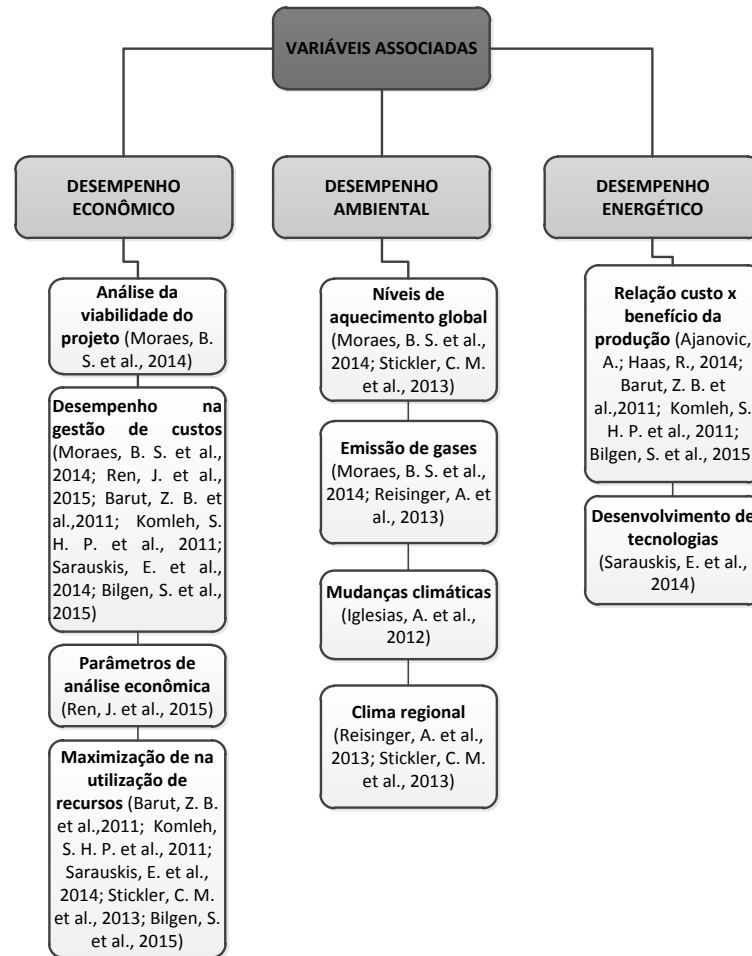 VARIÁVEIS ASSOCIADAS
DESEMPENHO
ECONÔMICO
Análise da
viabilidade do
projeto (Moraes, B.
S. et al., 2014)
Desempenho na
gestão de custos
(Moraes, B. S. et al.,
2014; Ren, J. et al.,
2015; Barut, Z. B. et
al.,2011; Komleh, S.
H. P. et al., 2011;
Sarauskis, E. et al.,
2014; Bilgen, S. et al.,
2015)
Parâmetros de
análise econômica
(Ren, J. et al., 2015)
Maximização de na
utilização de
recursos (Barut, Z. B.
et al.,2011; Komleh,
S. H. P. et al., 2011;
Sarauskis, E. et al.,
2014; Stickler, C. M.
et al., 2013; Bilgen, S.
et al., 2015)
DESEMPENHO
AMBIENTAL
Níveis de
aquecimento global
(Moraes, B. S. et al.,
2014; Stickler, C. M.
et al., 2013)
Emissão de gases
(Moraes, B. S. et al.,
2014; Reisinger, A. et
al., 2013)
Mudanças climáticas
(Iglesias, A. et al.,
2012)
Clima regional
(Reisinger, A. et al.,
2013; Stickler, C. M.
et al., 2013)
DESEMPENHO
ENERGÉTICO
Relação custo x
benefício da
produção (Ajanovic,
A.; Haas, R., 2014;
Barut, Z. B. et
al.,2011; Komleh, S.
H. P. et al., 2011;
Bilgen, S. et al., 2015
Desenvolvimento de
tecnologias
(Sarauskis, E. et al.,
2014)